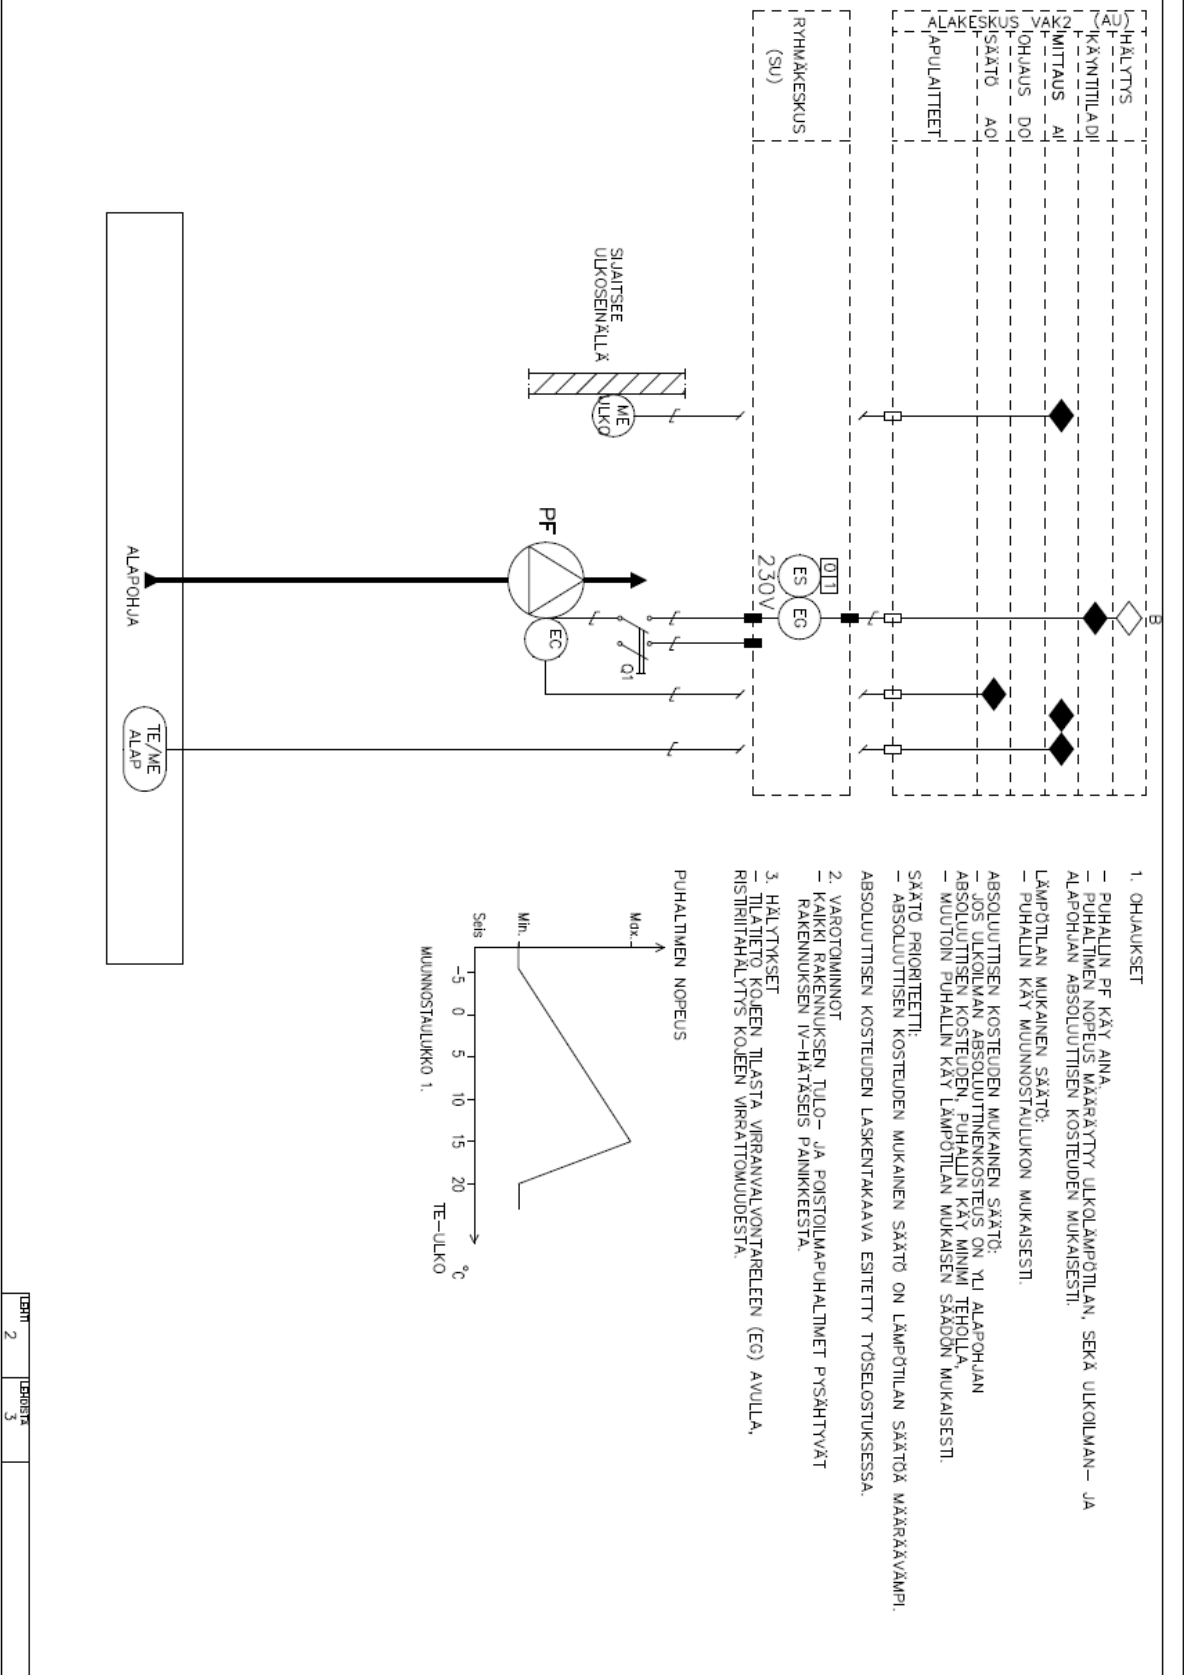 ALAKESKUS VAK2 (AU)
HÄLYTYS
KÄYNTITILA DI
MITTAUS AI
OHJAUS DO
SÄÄTÖ AO
APULAITTEET
RYHMÄKESKUS
(SU)
B
0 1
ES
EG
230V
SIJAITSEE
ULKOSEINÄLLÄ
ME
ULKO
PF
EC
Q1
ALAPOHJA
TE/ME
ALAP
1. OHJAUKSET
– PUHALLIN PF KÄY AINA.
– PUHALTIMEN NOPEUS MÄÄRÄYTYY ULKOLÄMPÖTILAN, SEKÄ ULKOILMAN– JA
ALAPOHJAN ABSOLUUTTISEN KOSTEUDEN MUKAISESTI.
LÄMPÖTILAN MUKAINEN SÄÄTÖ:
– PUHALLIN KÄY MUUNNOSTAULUKON MUKAISESTI.
ABSOLUUTTISEN KOSTEUDEN MUKAINEN SÄÄTÖ:
– JOS ULKOILMAN ABSOLUUTTINENKOSTEUS ON YLI ALAPOHJAN
ABSOLUUTTISEN KOSTEUDEN, PUHALLIN KÄY MINIMI TEHOLLA,
– MUUTOIN PUHALLIN KÄY LÄMPÖTILAN MUKAISEN SÄÄDÖN MUKAISESTI.
SÄÄTÖ PRIORITEETTI:
– ABSOLUUTTISEN KOSTEUDEN MUKAINEN SÄÄTÖ ON LÄMPÖTILAN SÄÄTÖÄ MÄÄRÄÄVÄMPI.
ABSOLUUTTISEN KOSTEUDEN LASKENTAKAAVA ESITETTY TYÖSELOSTUKSESSA.
2. VAROTOIMINNOT
– KAIKKI RAKENNUKSEN TULO– JA POISTOILMAPUHALTIMET PYSÄHTYVÄT
RAKENNUKSEN IV–HÄTÄSEIS PAINIKKEESTA.
3. HÄLYTYKSET
– TILATIETO KOJEEN TILASTA VIRRANVALVONTARELEEN (EG) AVULLA,
RISTIRIITAHÄLYTYS KOJEEN VIRRATTOMUUDESTA.
PUHALTIMEN NOPEUS
Max.
Min.
Seis
–5 0 5 10 15 20 °C
TE–ULKO
MUUNNOSTAULUKKO 1.
LEHTI
2
LEHDISTÄ
3